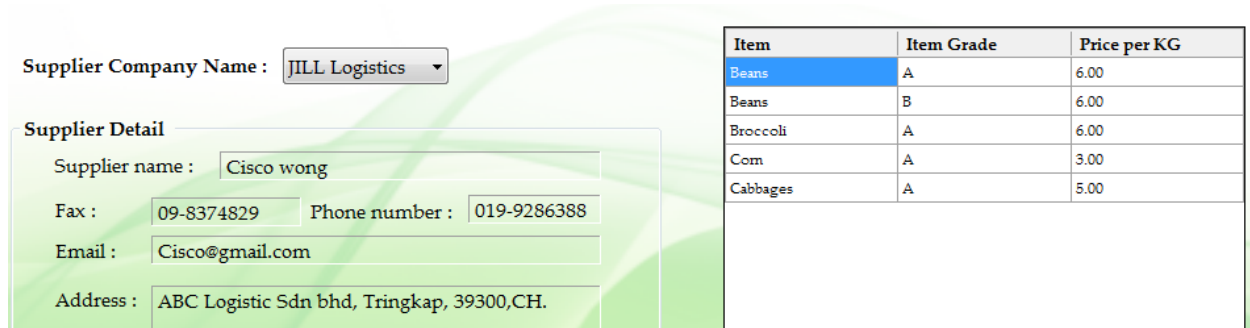 Supplier Company Name : JILL Logistics
Supplier Detail
Supplier name : Cisco wong
Fax : 09-8374829 Phone number : 019-9286388
Email : Cisco@gmail.com
Address : ABC Logistic Sdn bhd, Tringkap, 39300,CH.
Item Item Grade Price per KG
Beans A 6.00
Beans B 6.00
Broccoli A 6.00
Corn A 3.00
Cabbages A 5.00